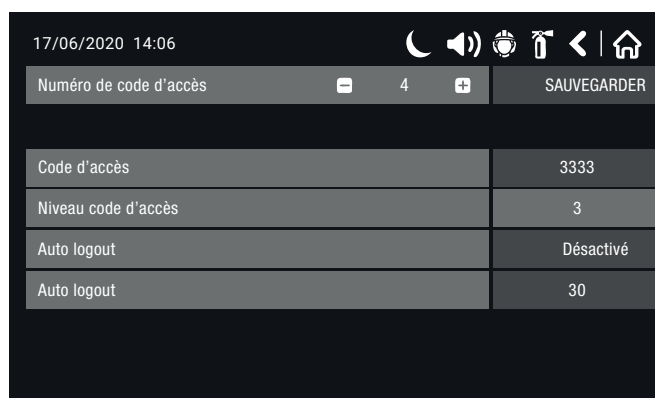 17/06/2020 14:06
Numéro de code d'accès 4 SAUVEGARDER
Code d'accès 3333
Niveau code d'accès 3
Auto logout Désactivé
Auto logout 30